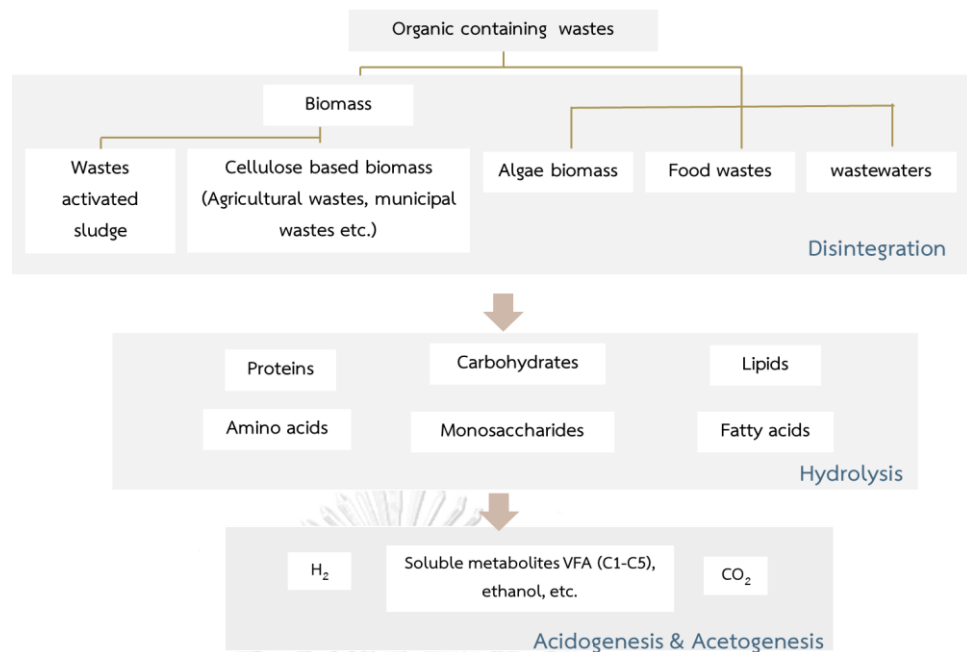 Organic containing wastes
Biomass
Wastes
activated
sludge
Cellulose based biomass
(Agricultural wastes, municipal
wastes etc.)
Algae biomass
Food wastes
wastewaters
Disintegration
Proteins
Carbohydrates
Lipids
Amino acids
Monosaccharides
Fatty acids
Hydrolysis
H₂
Soluble metabolites VFA (C1-C5),
ethanol, etc.
CO₂
Acidogenesis & Acetogenesis